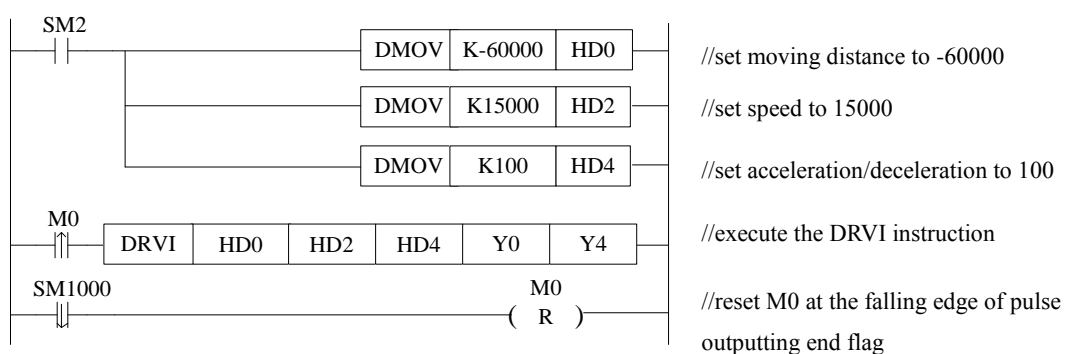 SM2
DMOV K-60000 HD0 //set moving distance to -60000
DMOV K15000 HD2 //set speed to 15000
DMOV K100 HD4 //set acceleration/deceleration to 100
M0
DRVI HD0 HD2 HD4 Y0 Y4 //execute the DRVI instruction
SM1000 M0
( R ) //reset M0 at the falling edge of pulse
outputting end flag